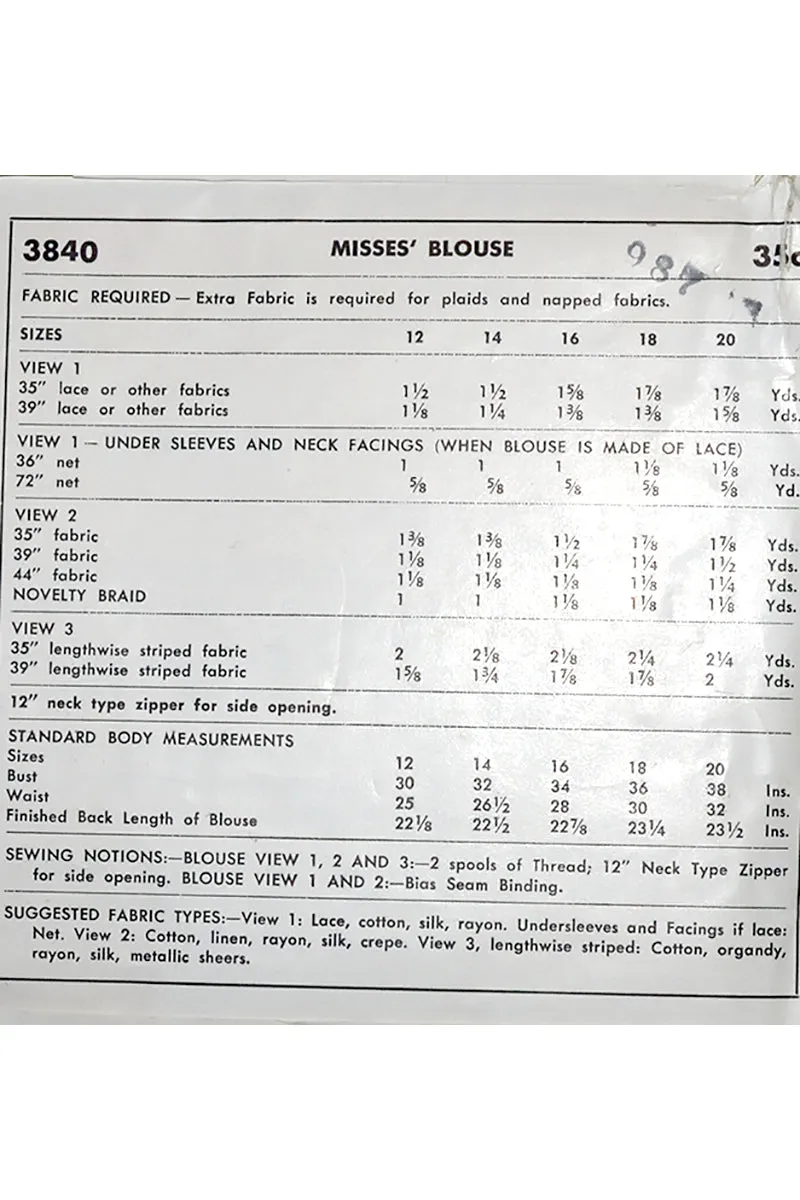 3840 MISSES' BLOUSE 35c
987
FABRIC REQUIRED — Extra Fabric is required for plaids and napped fabrics.
SIZES 12 14 16 18 20
VIEW 1
35" lace or other fabrics 1½ 1½ 1⅝ 1⅞ 1⅞ Yds.
39" lace or other fabrics 1⅛ 1¼ 1⅜ 1⅜ 1⅝ Yds.
VIEW 1 — UNDER SLEEVES AND NECK FACINGS (WHEN BLOUSE IS MADE OF LACE)
36" net 1 1 1 1⅛ 1⅛ Yds.
72" net ⅝ ⅝ ⅝ ⅝ ⅝ Yd.
VIEW 2
35" fabric 1⅜ 1⅜ 1½ 1⅞ 1⅞ Yds.
39" fabric 1⅛ 1⅛ 1¼ 1¼ 1½ Yds.
44" fabric 1⅛ 1⅛ 1⅛ 1⅛ 1¼ Yds.
NOVELTY BRAID 1 1 1⅛ 1⅛ 1⅛ Yds.
VIEW 3
35" lengthwise striped fabric 2 2⅛ 2⅛ 2¼ 2¼ Yds.
39" lengthwise striped fabric 1⅝ 1¾ 1⅞ 1⅞ 2 Yds.
12" neck type zipper for side opening.
STANDARD BODY MEASUREMENTS
Sizes 12 14 16 18 20
Bust 30 32 34 36 38 Ins.
Waist 25 26½ 28 30 32 Ins.
Finished Back Length of Blouse 22⅛ 22½ 22⅞ 23¼ 23½ Ins.
SEWING NOTIONS:—BLOUSE VIEW 1, 2 AND 3:—2 spools of Thread; 12" Neck Type Zipper
for side opening. BLOUSE VIEW 1 AND 2:—Bias Seam Binding.
SUGGESTED FABRIC TYPES:—View 1: Lace, cotton, silk, rayon. Undersleeves and Facings if lace:
Net. View 2: Cotton, linen, rayon, silk, crepe. View 3, lengthwise striped: Cotton, organdy,
rayon, silk, metallic sheers.